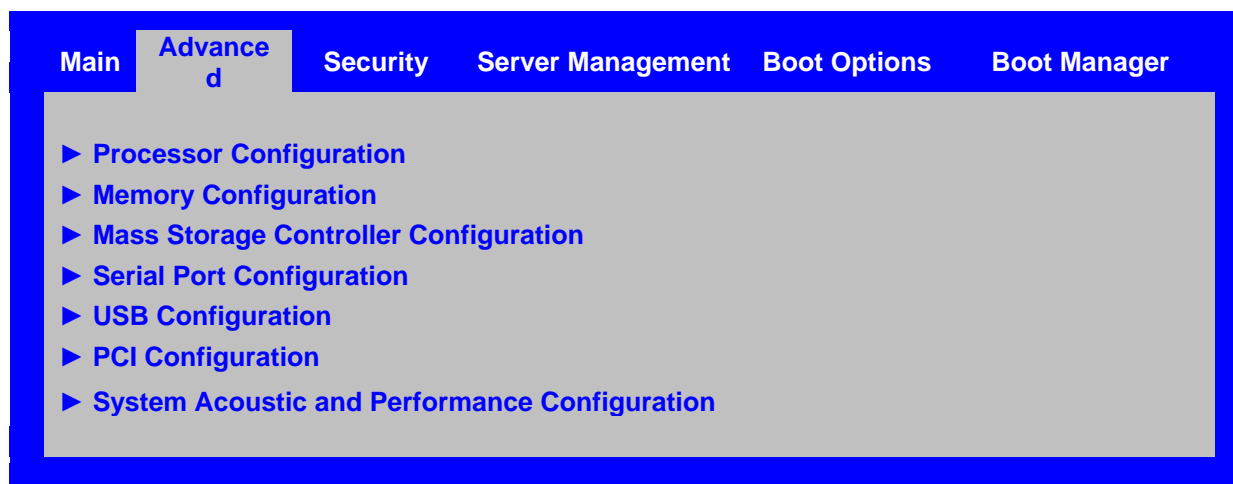 Main Advance
d Security Server Management Boot Options Boot Manager
► Processor Configuration
► Memory Configuration
► Mass Storage Controller Configuration
► Serial Port Configuration
► USB Configuration
► PCI Configuration
► System Acoustic and Performance Configuration